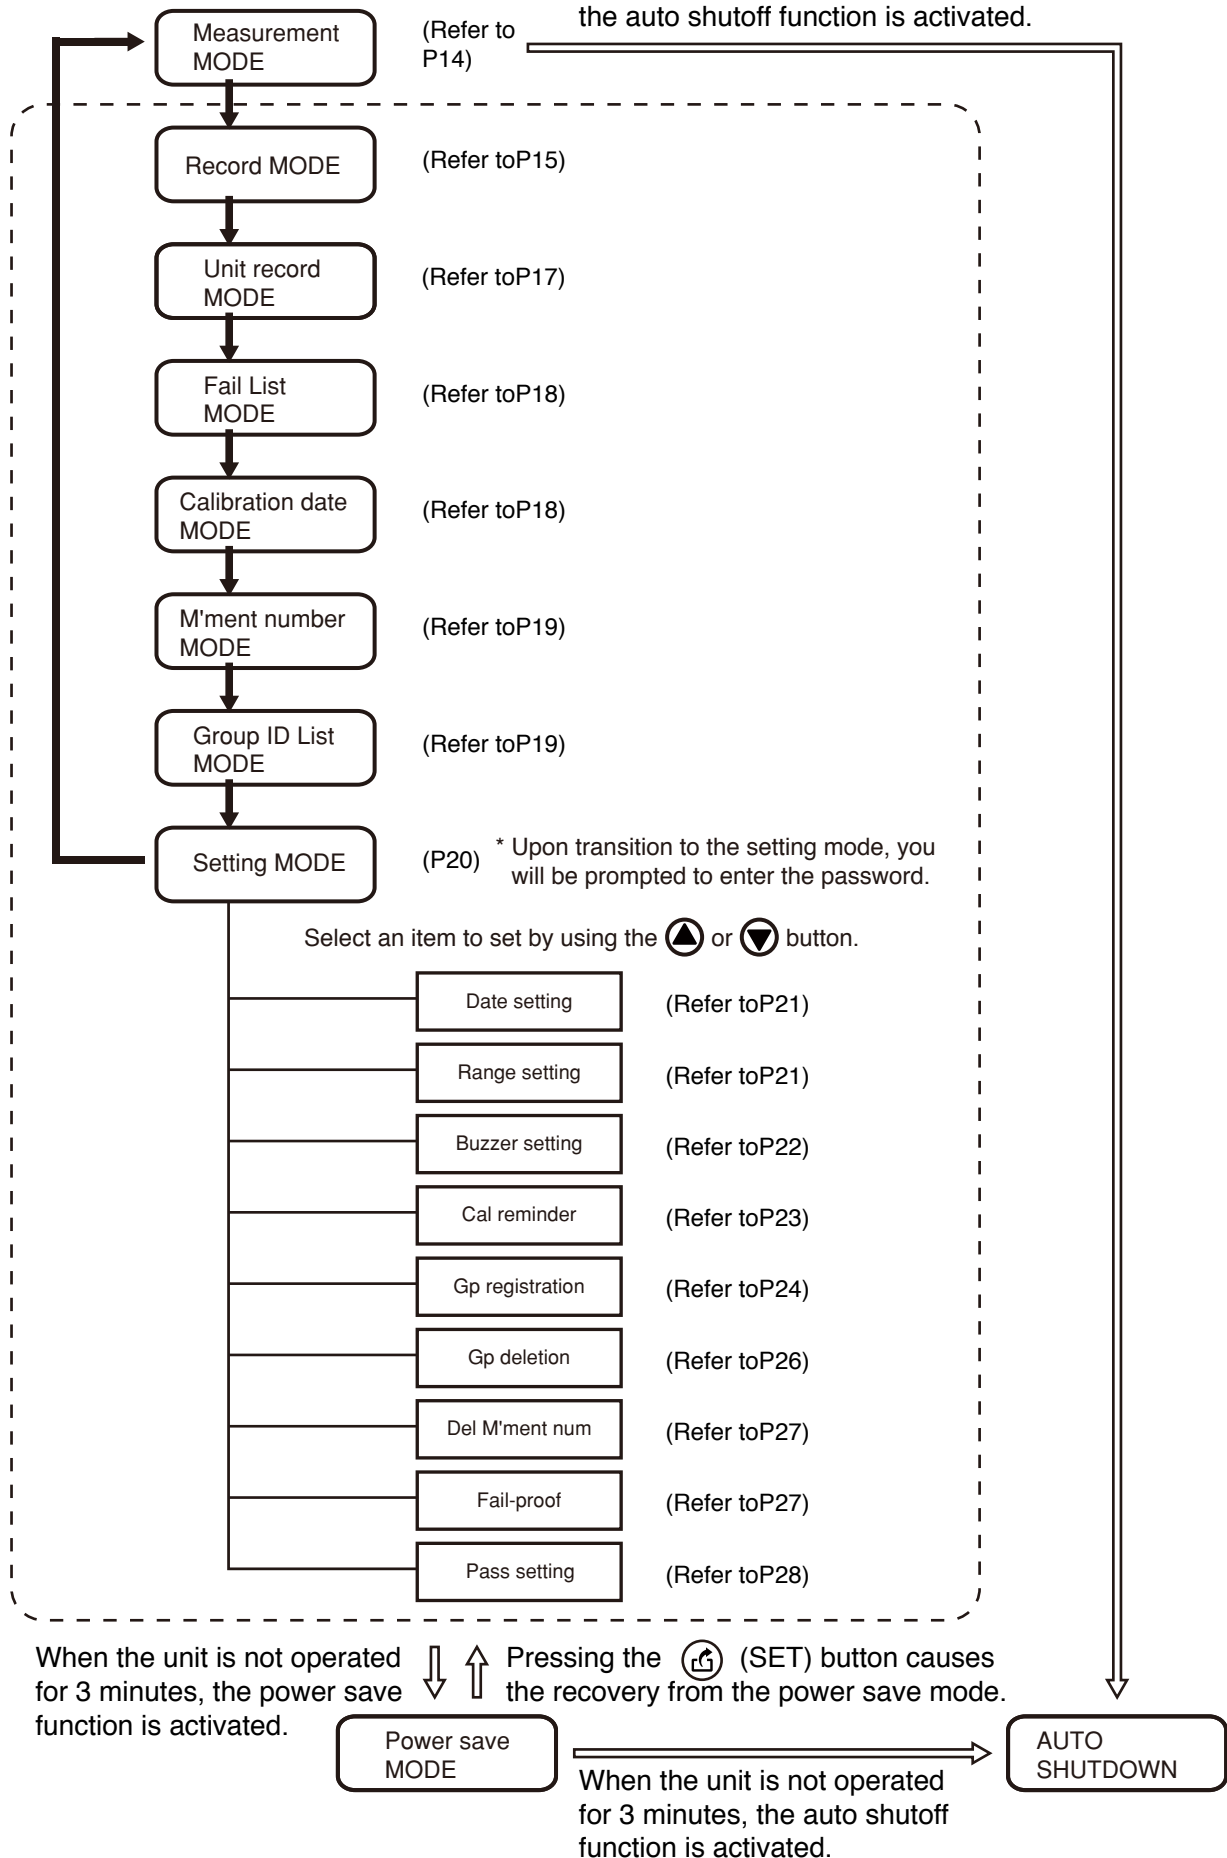 the auto shutoff function is activated.
Measurement
MODE
(Refer to
P14)
Record MODE
(Refer toP15)
Unit record
MODE
(Refer toP17)
Fail List
MODE
(Refer toP18)
Calibration date
MODE
(Refer toP18)
M'ment number
MODE
(Refer toP19)
Group ID List
MODE
(Refer toP19)
Setting MODE
(P20)
* Upon transition to the setting mode, you
will be prompted to enter the password.
Select an item to set by using the ▲ or ▼ button.
Date setting
(Refer toP21)
Range setting
(Refer toP21)
Buzzer setting
(Refer toP22)
Cal reminder
(Refer toP23)
Gp registration
(Refer toP24)
Gp deletion
(Refer toP26)
Del M'ment num
(Refer toP27)
Fail-proof
(Refer toP27)
Pass setting
(Refer toP28)
When the unit is not operated
for 3 minutes, the power save
function is activated.
Pressing the (SET) button causes
the recovery from the power save mode.
Power save
MODE
When the unit is not operated
for 3 minutes, the auto shutoff
function is activated.
AUTO
SHUTDOWN